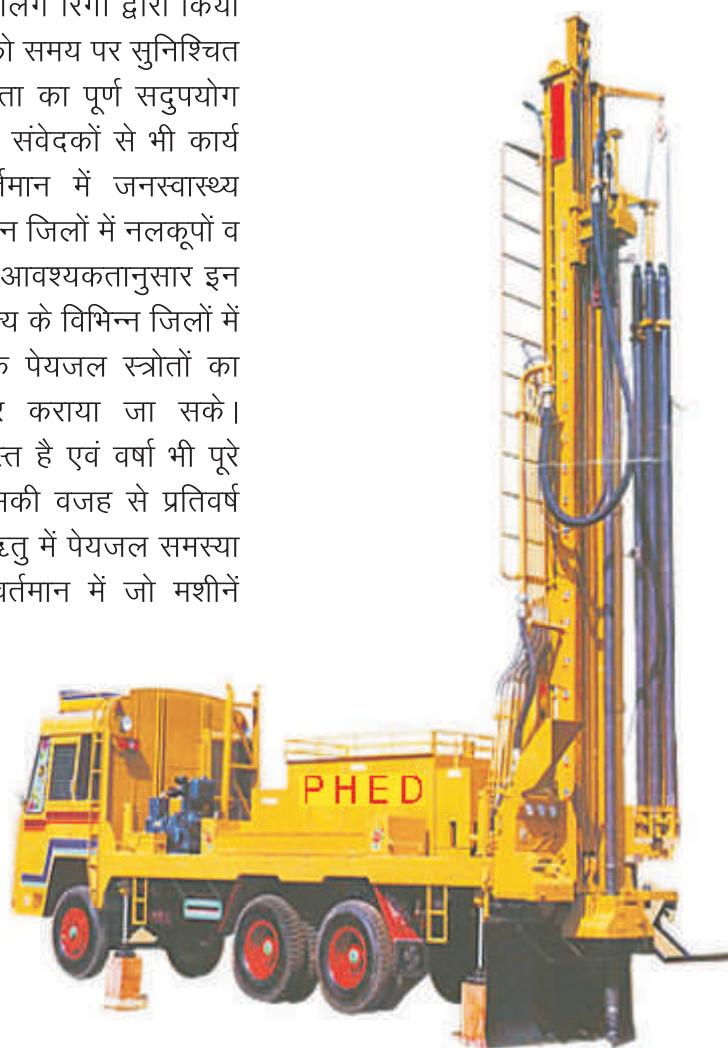 लिंग रिगों द्वारा किया
समय पर सुनिश्चित
ता का पूर्ण सदुपयोग
संवेदकों से भी कार्य
र्तमान में जनस्वास्थ्य
न जिलों में नलकूपों व
आवश्यकतानुसार इन
्य के विभिन्न जिलों में
पेयजल स्त्रोतों का
र कराया जा सके।
स्त है एवं वर्षा भी पूरे
की वजह से प्रतिवर्ष
ऋतु में पेयजल समस्या
वर्तमान में जो मशीनें
PHED